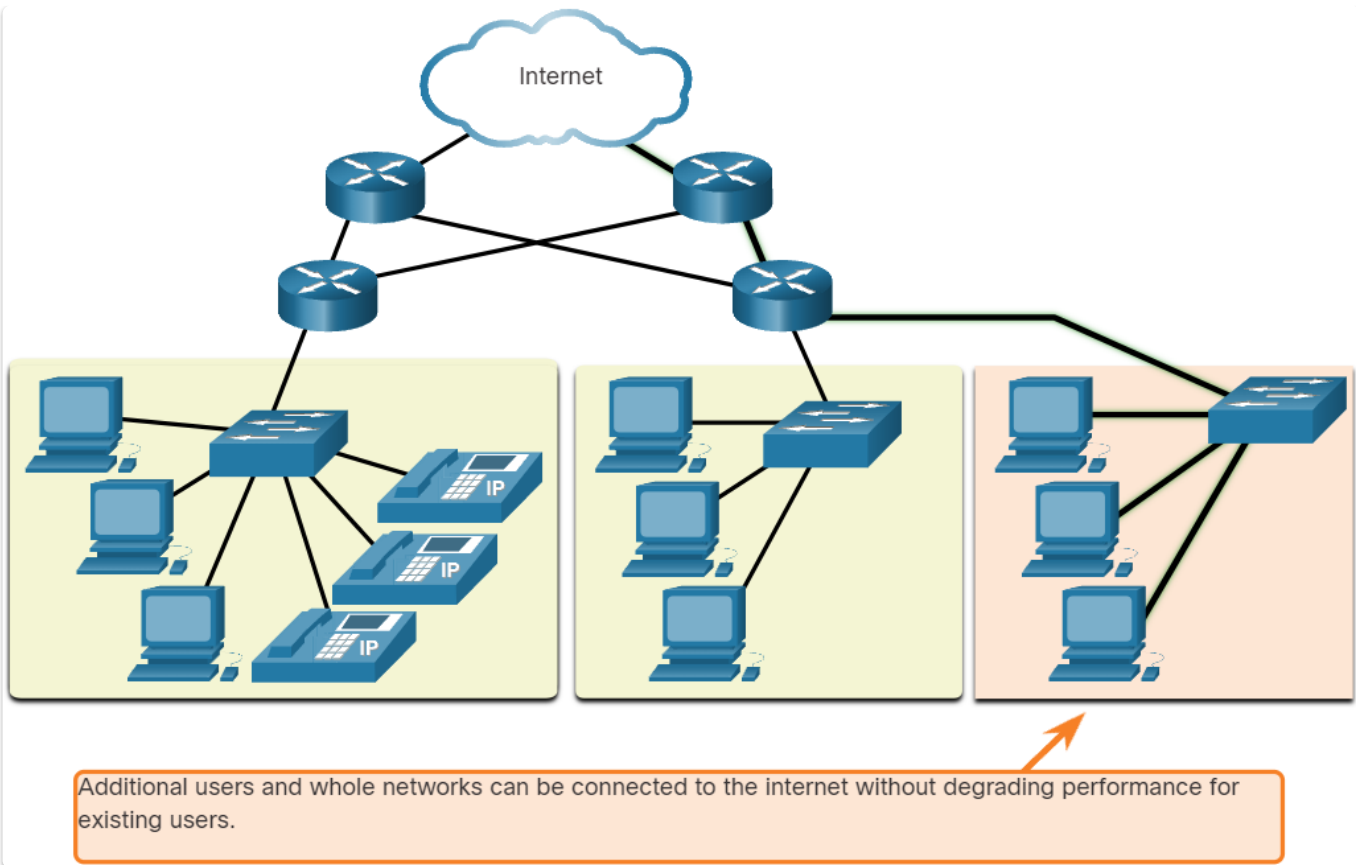 Internet
IP
IP
IP
Additional users and whole networks can be connected to the internet without degrading performance for
existing users.